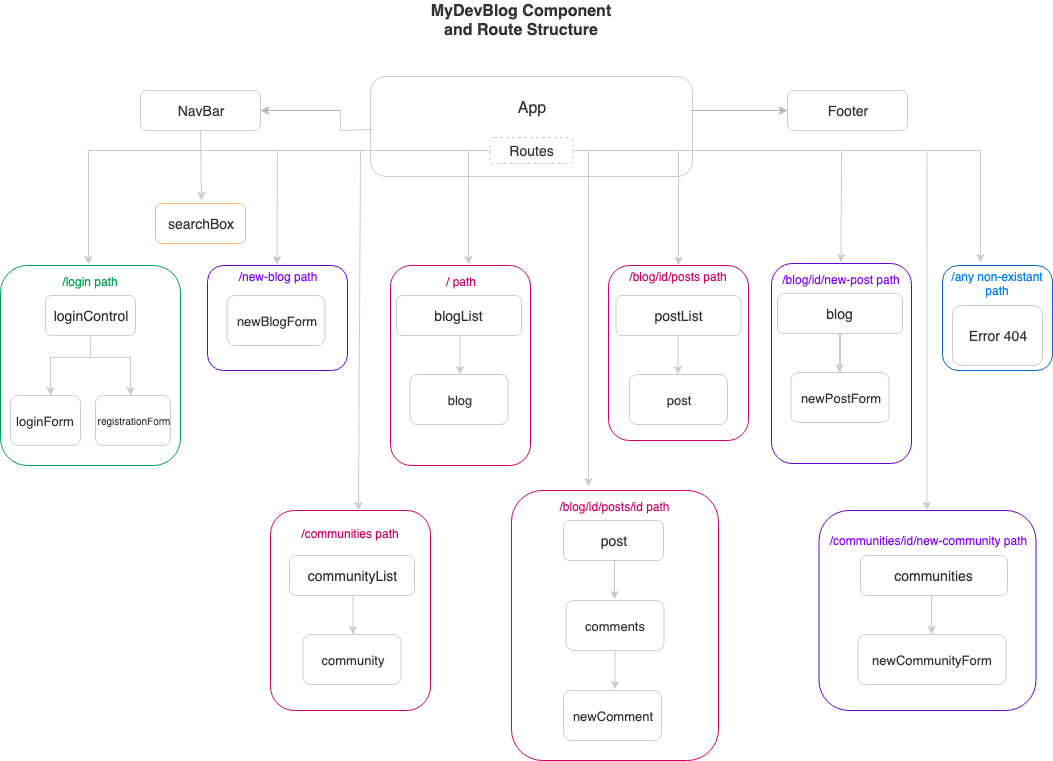 MyDevBlog Component
and Route Structure
App
NavBar
Footer
Routes
searchBox
/login path
loginControl
loginForm
registrationForm
/new-blog path
newBlogForm
/ path
blogList
blog
/blog/id/posts path
postList
post
/blog/id/new-post path
blog
newPostForm
/any non-existant
path
Error 404
/communities path
communityList
community
/blog/id/posts/id path
post
comments
newComment
/communities/id/new-community path
communities
newCommunityForm